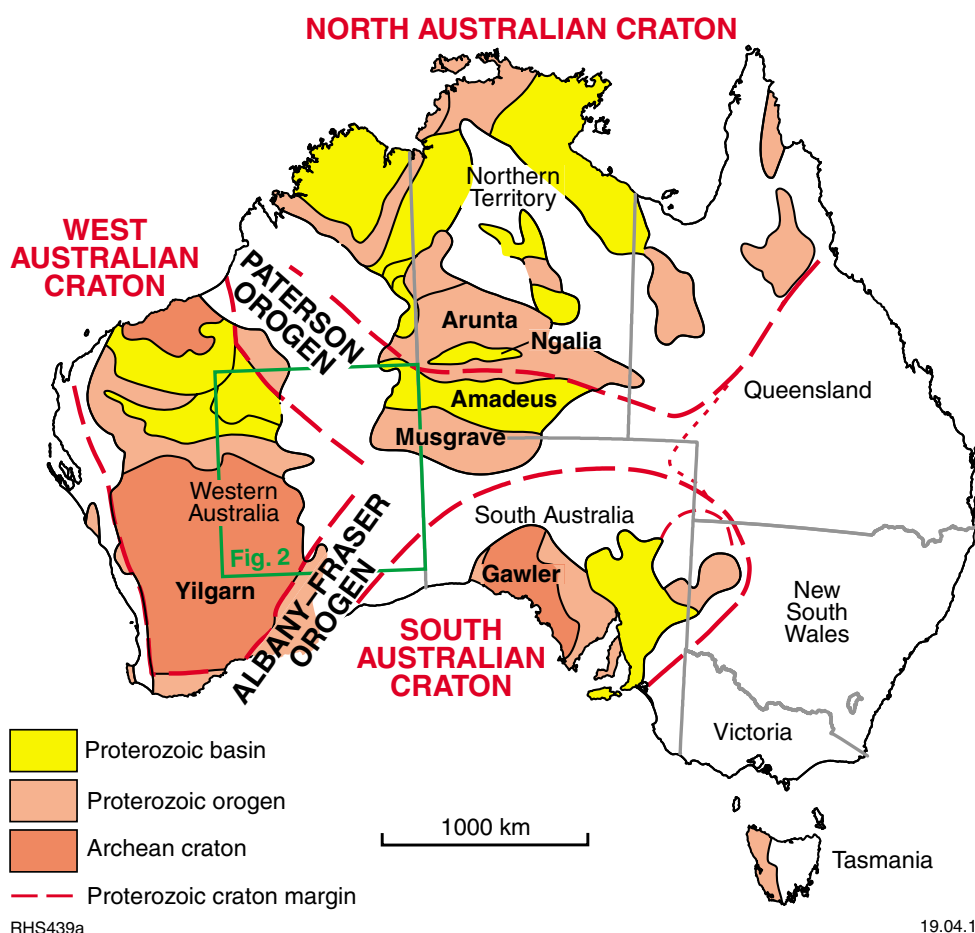 NORTH AUSTRALIAN CRATON
Northern
Territory
WEST
AUSTRALIAN
CRATON
PATERSON
OROGEN
Arunta
Ngalia
Amadeus
Queensland
Musgrave
Western
Australia
South Australia
Fig. 2
Yilgarn
Gawler
ALBANY–FRASER
OROGEN
New
South
Wales
SOUTH
AUSTRALIAN
CRATON
Victoria
Proterozoic basin
Proterozoic orogen
Archean craton
Proterozoic craton margin
1000 km
Tasmania
RHS439a
19.04.1